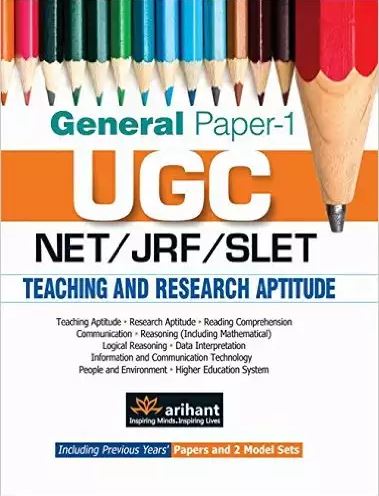 General Paper-1
UGC
NET/JRF/SLET
TEACHING AND RESEARCH APTITUDE
Teaching Aptitude • Research Aptitude • Reading Comprehension
Communication • Reasoning (Including Mathematical)
Logical Reasoning • Data Interpretation
Information and Communication Technology
People and Environment • Higher Education System
arihant
Inspiring Minds. Inspiring Lives
Including Previous Years' Papers and 2 Model Sets